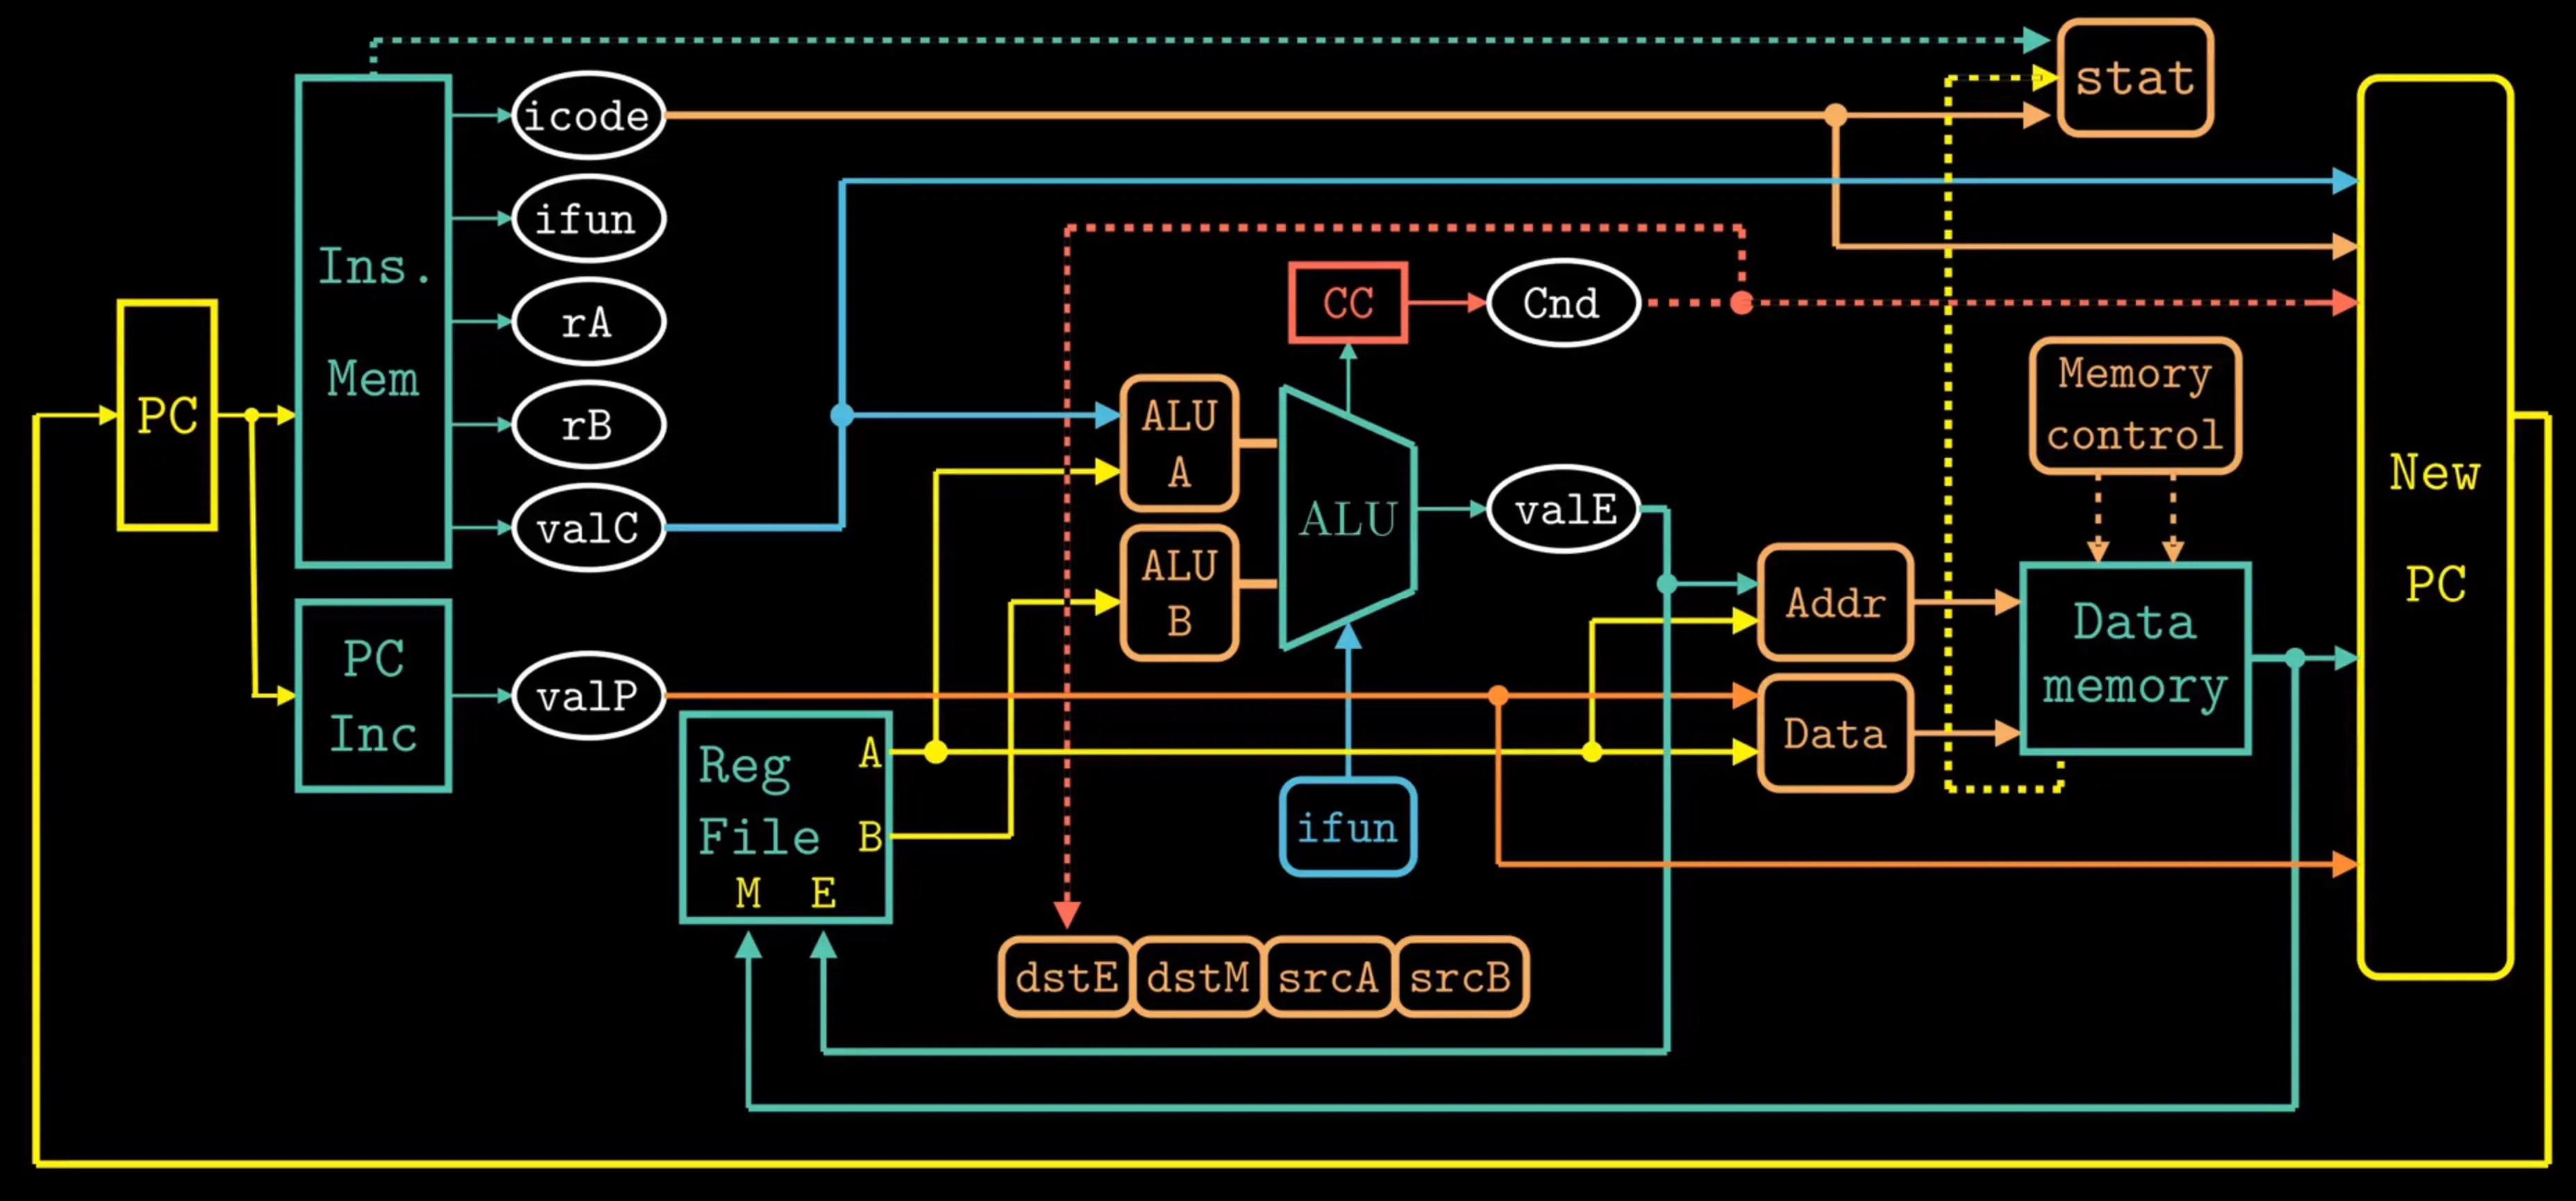 stat
icode
ifun
Ins.
Mem
rA
rB
valC
PC
CC
Cnd
Memory
control
ALU
A
ALU
B
ALU
valE
New
PC
Addr
Data
memory
PC
Inc
valP
Data
Reg
File
A
B
M E
ifun
dstE dstM srcA srcB